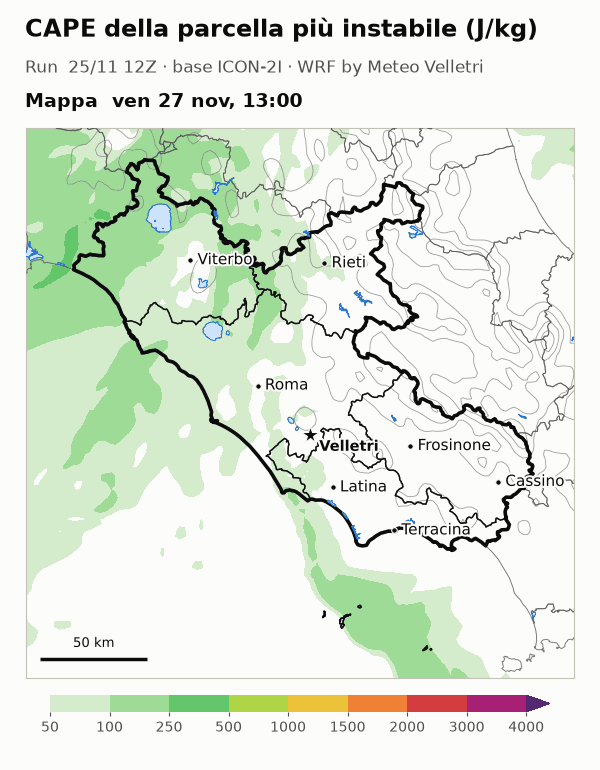 CAPE della parcella più instabile (J/kg)
Run 25/11 12Z · base ICON-2I · WRF by Meteo Velletri
Mappa ven 27 nov, 13:00
Viterbo
Rieti
Roma
Velletri
Frosinone
Latina
Cassino
Terracina
50 km
50 100 250 500 1000 1500 2000 3000 4000